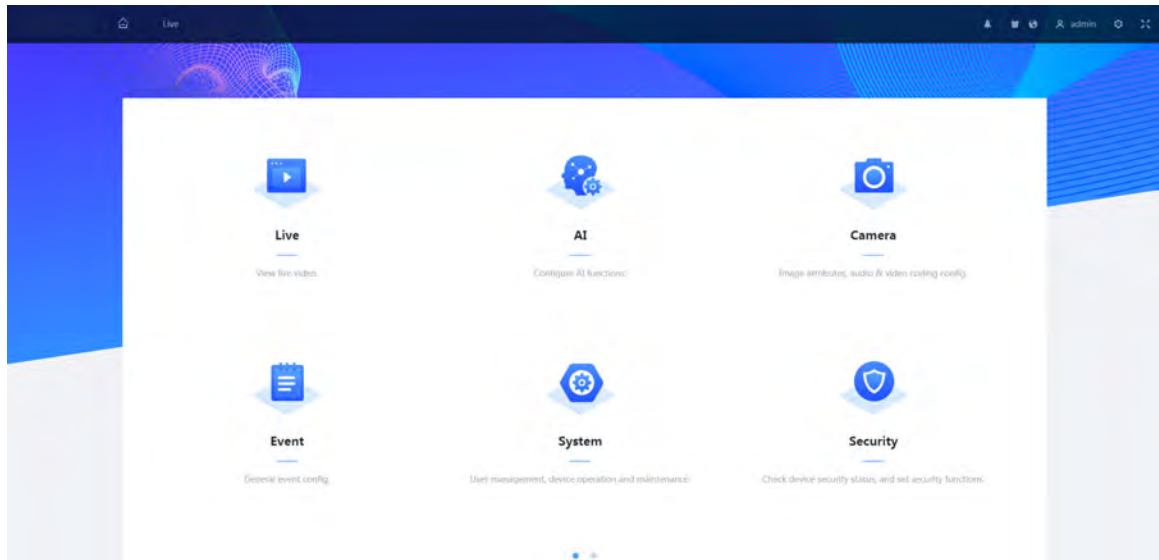 Live
admin
Live
AI
Camera
View live video.
Configure AI functions.
Image attributes, audio & video coding config.
Event
System
Security
General event config.
User management, device operation and maintenance.
Check device security status, and set security functions.